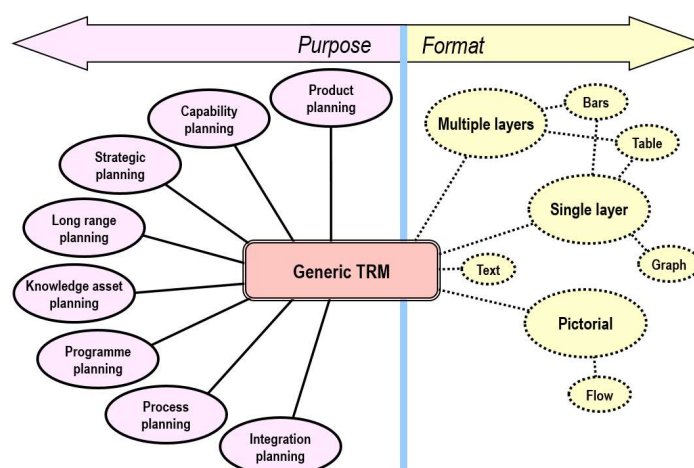 Purpose
Format
Product
planning
Capability
planning
Strategic
planning
Long range
planning
Knowledge asset
planning
Programme
planning
Process
planning
Integration
planning
Generic TRM
Multiple layers
Bars
Table
Single layer
Graph
Text
Pictorial
Flow